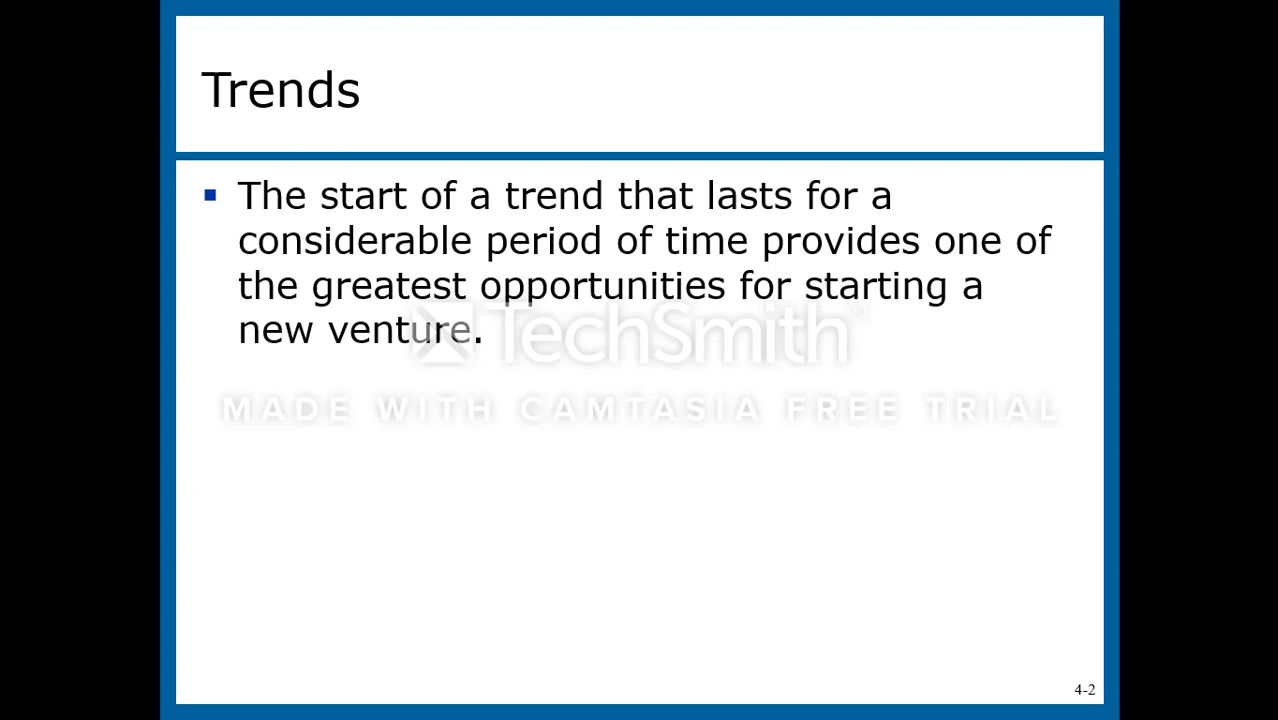 Trends
▪ The start of a trend that lasts for a
considerable period of time provides one of
the greatest opportunities for starting a
new venture.
TechSmith®
MADE WITH CAMTASIA FREE TRIAL
4-2